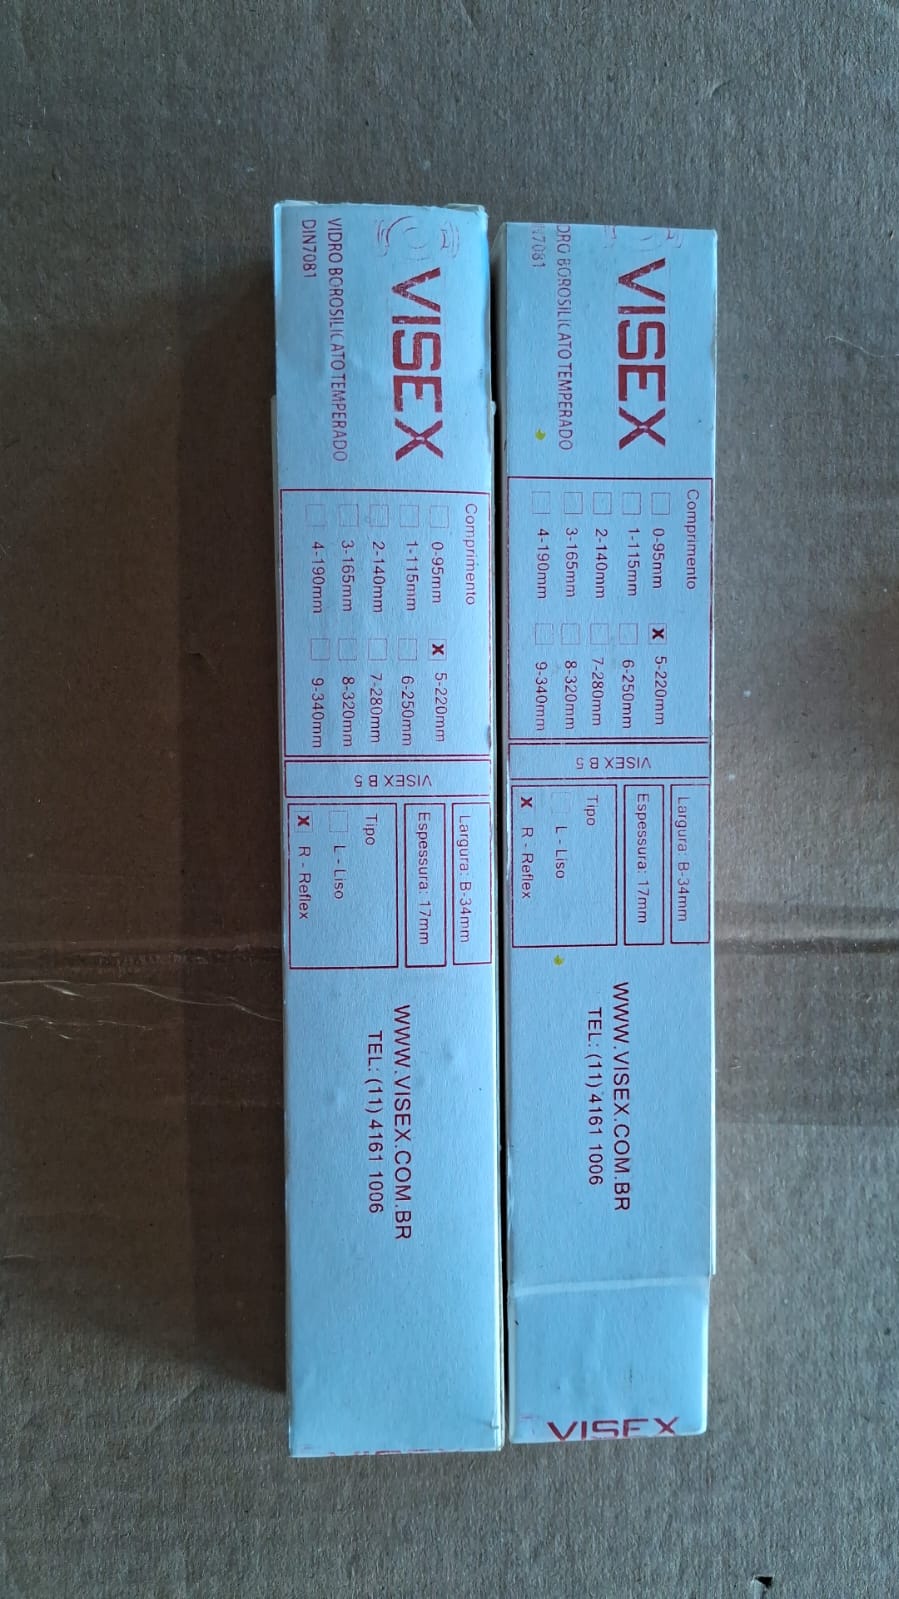 VISEX
VIDRO BOROSILICATO TEMPERADO
DIN7081
Comprimento
0-95mm
1-115mm
2-140mm
3-165mm
4-190mm
X 5-220mm
6-250mm
7-280mm
8-320mm
9-340mm
VISEX B 5
Largura: B-34mm
Espessura: 17mm
Tipo
L - Liso
X R - Reflex
WWW.VISEX.COM.BR
TEL: (11) 4161 1006
VISEX
BOROSILICATO TEMPERADO
Comprimento
0-95mm
1-115mm
2-140mm
3-165mm
4-190mm
X 5-220mm
6-250mm
7-280mm
8-320mm
9-340mm
VISEX B 5
Largura: B-34mm
Espessura: 17mm
Tipo
L - Liso
X R - Reflex
WWW.VISEX.COM.BR
TEL: (11) 4161 1006
VISEX